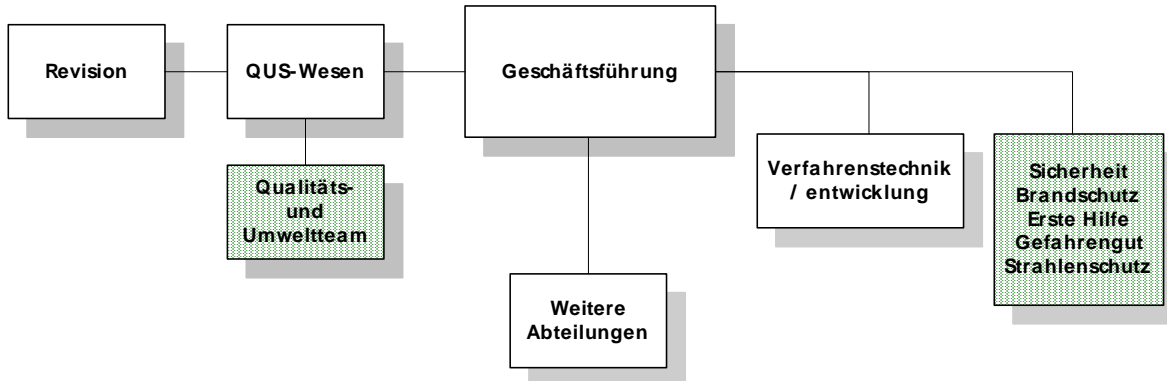 Revision
QUS-Wesen
Geschäftsführung
Qualitäts-
und
Umweltteam
Verfahrenstechnik
/ entwicklung
Sicherheit
Brandschutz
Erste Hilfe
Gefahrengut
Strahlenschutz
Weitere
Abteilungen